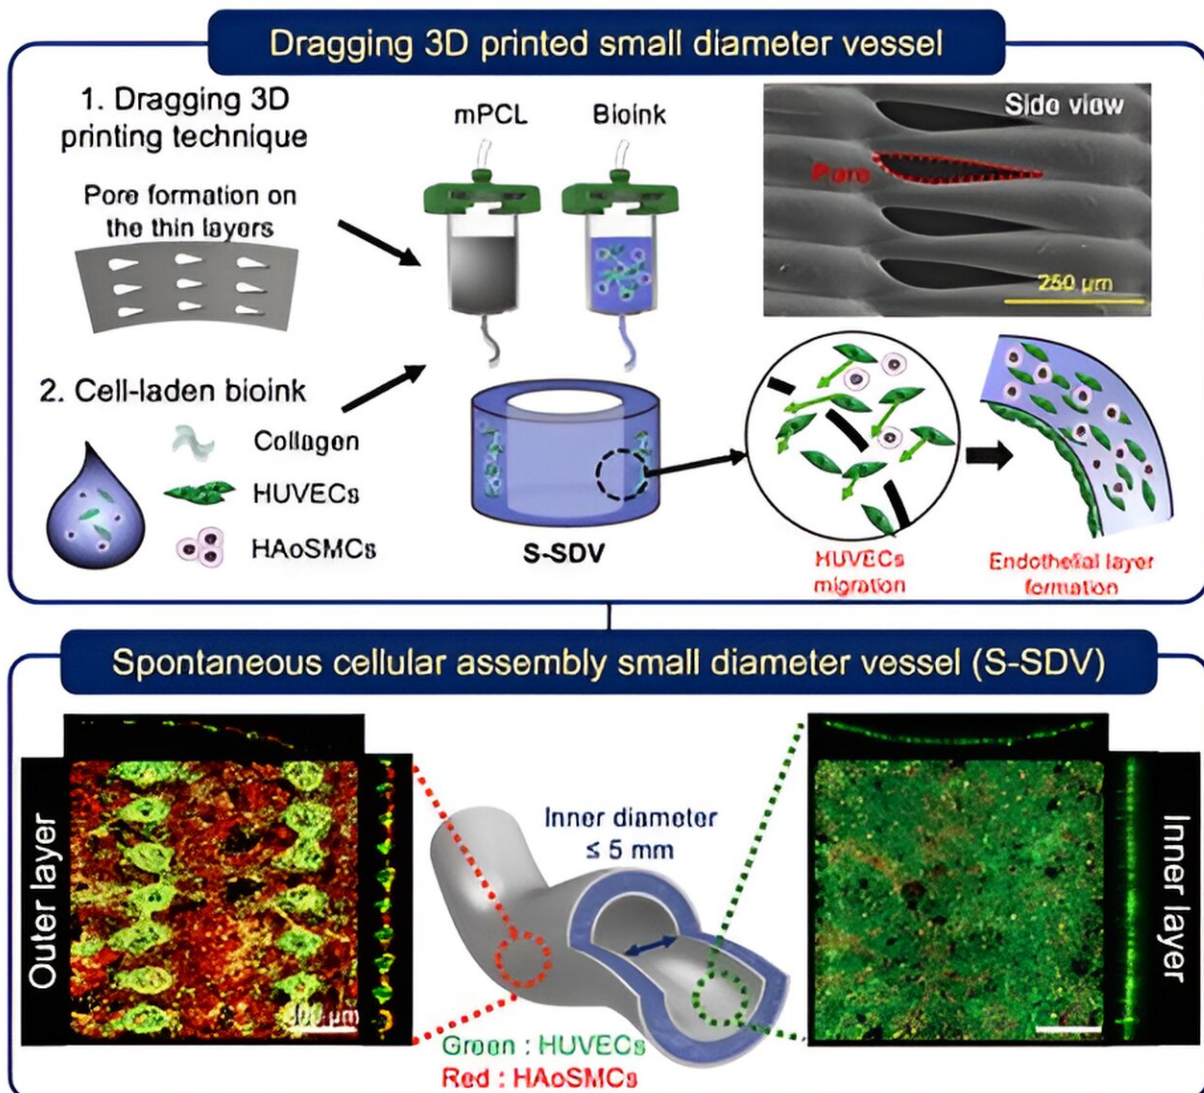 Dragging 3D printed small diameter vessel
1. Dragging 3D
printing technique
Pore formation on
the thin layers
mPCL
Bioink
Side view
Pore
250 µm
2. Cell-laden bioink
Collagen
HUVECs
HAoSMCs
S-SDV
HUVECs
migration
Endothelial layer
formation
Spontaneous cellular assembly small diameter vessel (S-SDV)
Outer layer
Inner diameter
≤ 5 mm
Inner layer
Green : HUVECs
Red : HAoSMCs